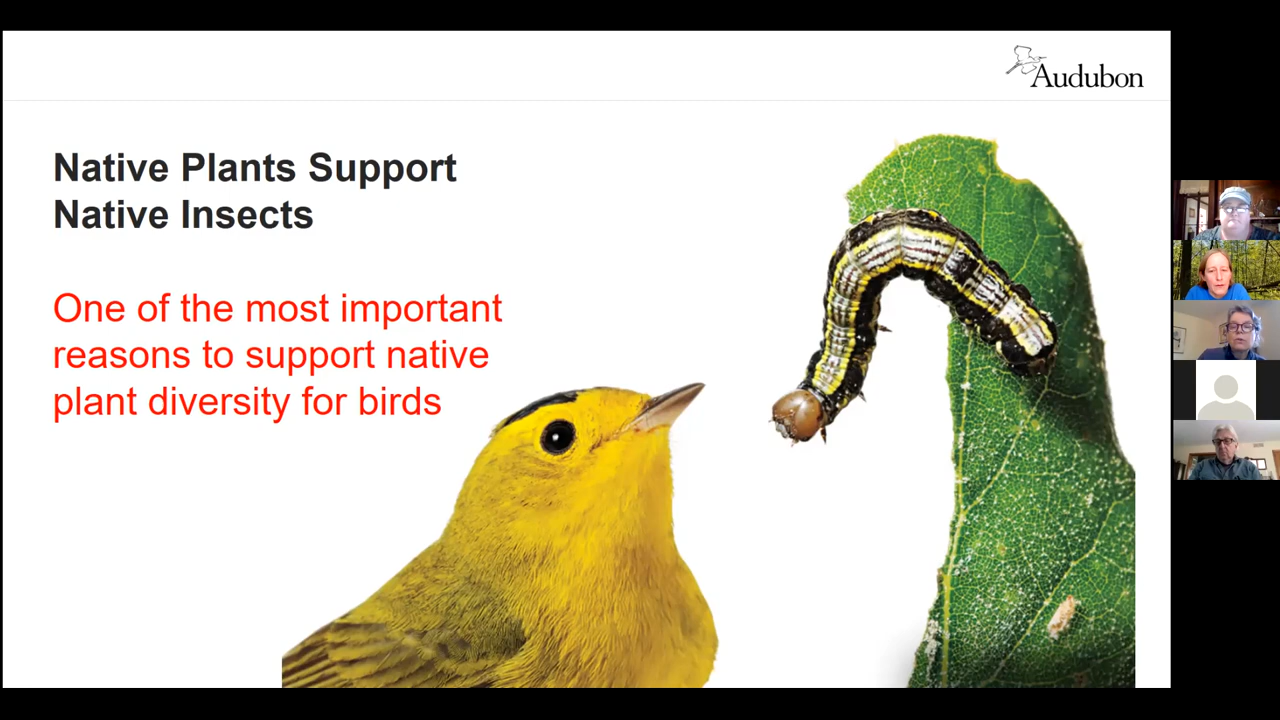 Audubon
Native Plants Support
Native Insects
One of the most important
reasons to support native
plant diversity for birds